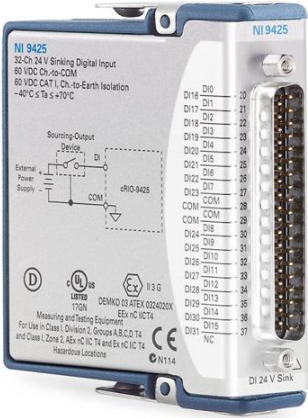 NI 9425
32-Ch 24 V Sinking Digital Input
60 VDC Ch.-to-COM
60 VDC CAT I, Ch.-to-Earth Isolation
−40°C ≤ Ta ≤ +70°C
Sourcing-Output
Device
DI
External
Power
Supply
cRIO-9425
COM
D
c UL us
LISTED
17GN
Ex II 3 G
DEMKO 03 ATEX 0324020X
EEx nC IIC T4
Measuring and Testing Equipment
For Use in Class I, Division 2, Groups A,B,C,D T4
and Class I, Zone 2, AEx nC IIC T4 and Ex nC IIC T4
Hazardous Locations
CE
N114
NI 9425
DI0
DI16 20
DI1
DI17 21
DI2
DI18 22
DI3
DI19 23
DI4
DI20 24
DI5
DI21 25
DI6
DI22 26
DI7
DI23 27
COM
COM 28
COM
DI24 29
DI8
DI25 30
DI9
DI26 31
DI10
DI27 32
DI11
DI28 33
DI12
DI29 34
DI13
DI30 35
DI14
DI31 36
DI15
NC 37
DI 24 V Sink